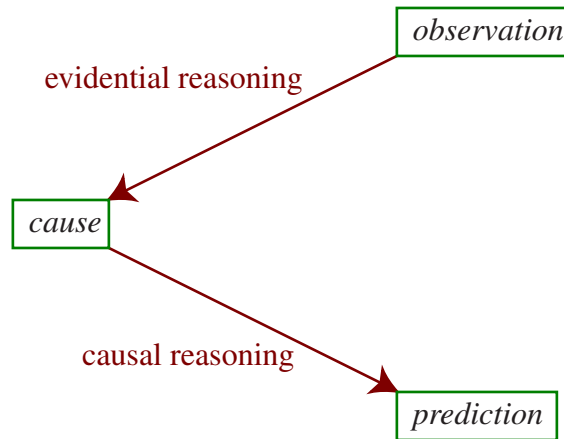 observation
evidential reasoning
cause
causal reasoning
prediction